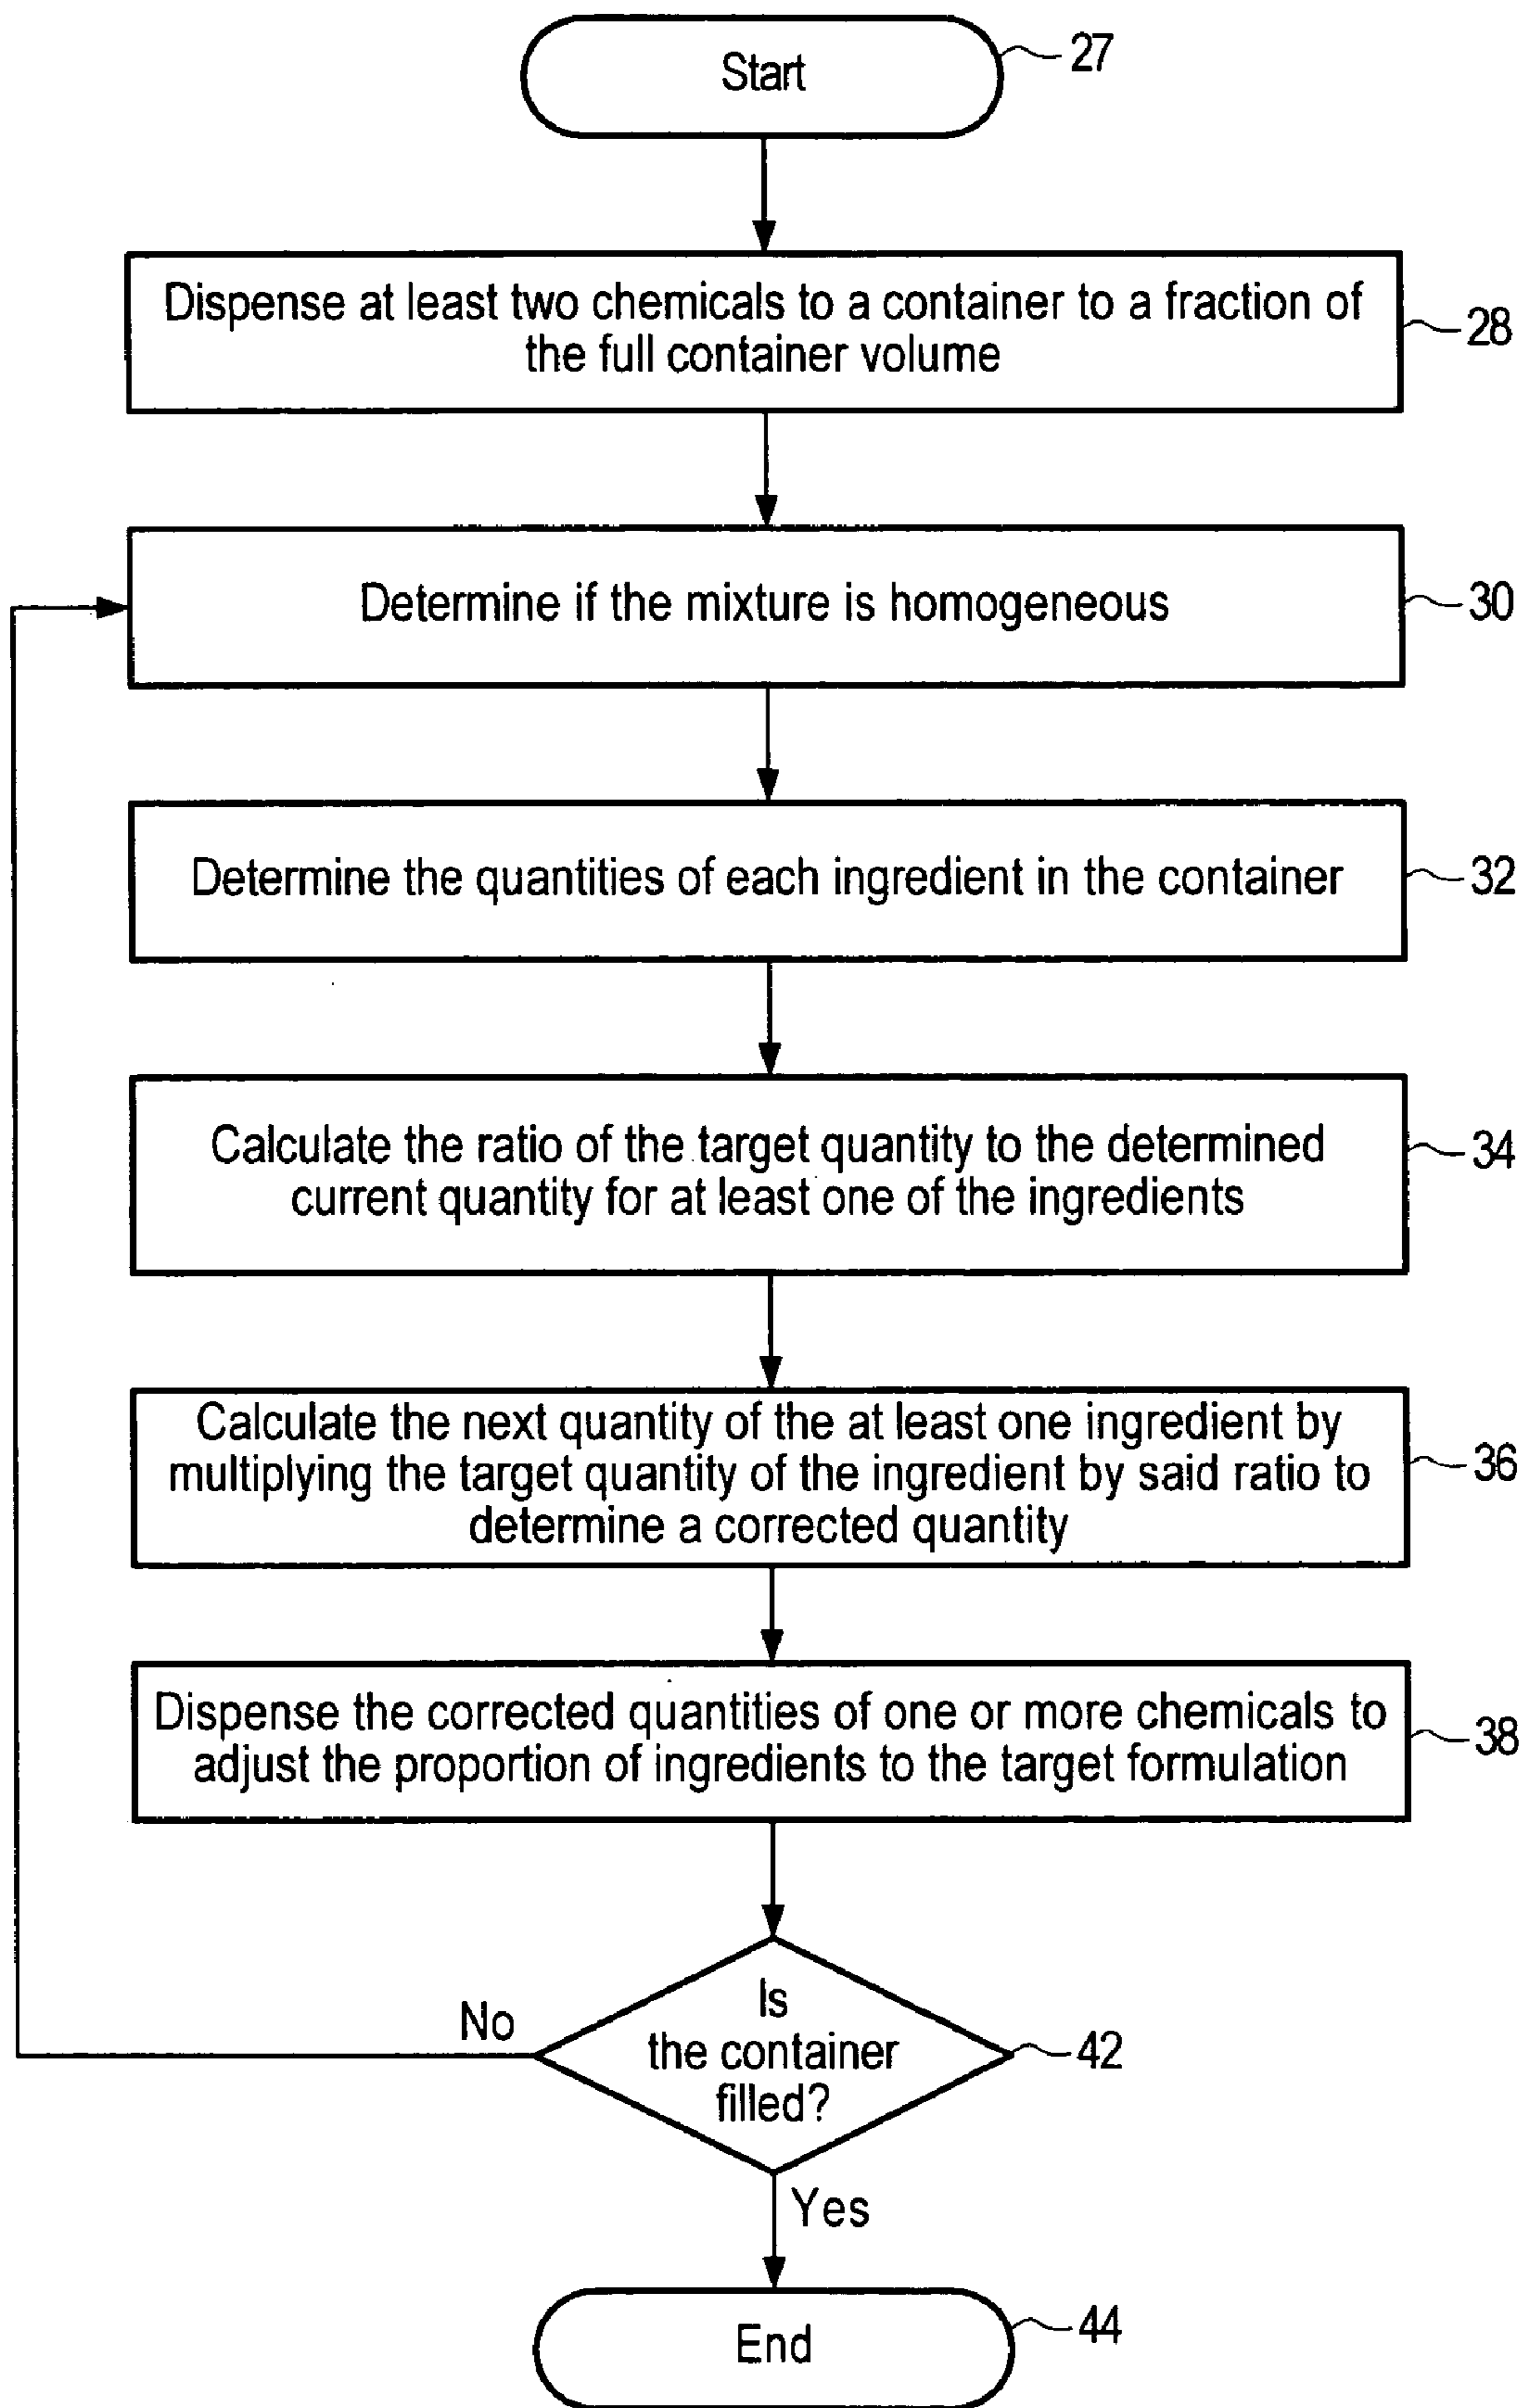 Start
27
Dispense at least two chemicals to a container to a fraction of
the full container volume
28
Determine if the mixture is homogeneous
30
Determine the quantities of each ingredient in the container
32
Calculate the ratio of the target quantity to the determined
current quantity for at least one of the ingredients
34
Calculate the next quantity of the at least one ingredient by
multiplying the target quantity of the ingredient by said ratio to
determine a corrected quantity
36
Dispense the corrected quantities of one or more chemicals to
adjust the proportion of ingredients to the target formulation
38
Is
the container
filled?
42
No
Yes
End
44